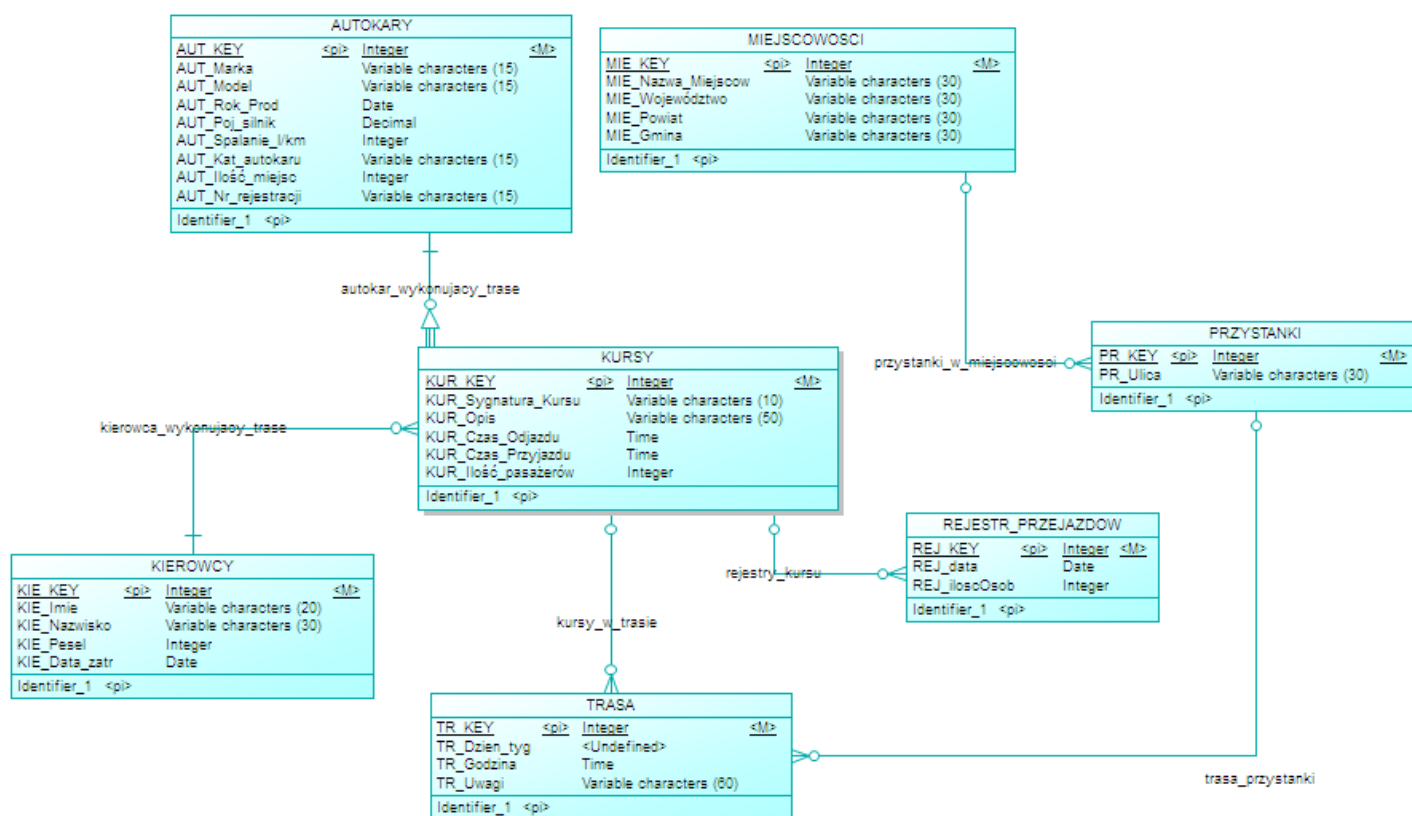 AUTOKARY
AUT_KEY <pi> Integer <M>
AUT_Marka Variable characters (15)
AUT_Model Variable characters (15)
AUT_Rok_Prod Date
AUT_Poj_silnik Decimal
AUT_Spalanie_l/km Integer
AUT_Kat_autokaru Variable characters (15)
AUT_Ilość_miejsc Integer
AUT_Nr_rejestracji Variable characters (15)
Identifier_1 <pi>
MIEJSCOWOSCI
MIE_KEY <pi> Integer <M>
MIE_Nazwa_Miejscow Variable characters (30)
MIE_Województwo Variable characters (30)
MIE_Powiat Variable characters (30)
MIE_Gmina Variable characters (30)
Identifier_1 <pi>
autokar_wykonujacy_trase
przystanki_w_miejscowosci
PRZYSTANKI
PR_KEY <pi> Integer <M>
PR_Ulica Variable characters (30)
Identifier_1 <pi>
KURSY
KUR_KEY <pi> Integer <M>
KUR_Sygnatura_Kursu Variable characters (10)
KUR_Opis Variable characters (50)
KUR_Czas_Odjazdu Time
KUR_Czas_Przyjazdu Time
KUR_Ilość_pasażerów Integer
Identifier_1 <pi>
kierowca_wykonujacy_trase
KIEROWCY
KIE_KEY <pi> Integer <M>
KIE_Imie Variable characters (20)
KIE_Nazwisko Variable characters (30)
KIE_Pesel Integer
KIE_Data_zatr Date
Identifier_1 <pi>
rejestry_kursu
REJESTR_PRZEJAZDOW
REJ_KEY <pi> Integer <M>
REJ_data Date
REJ_iloscOsob Integer
Identifier_1 <pi>
kursy_w_trasie
TRASA
TR_KEY <pi> Integer <M>
TR_Dzien_tyg <Undefined>
TR_Godzina Time
TR_Uwagi Variable characters (60)
Identifier_1 <pi>
trasa_przystanki